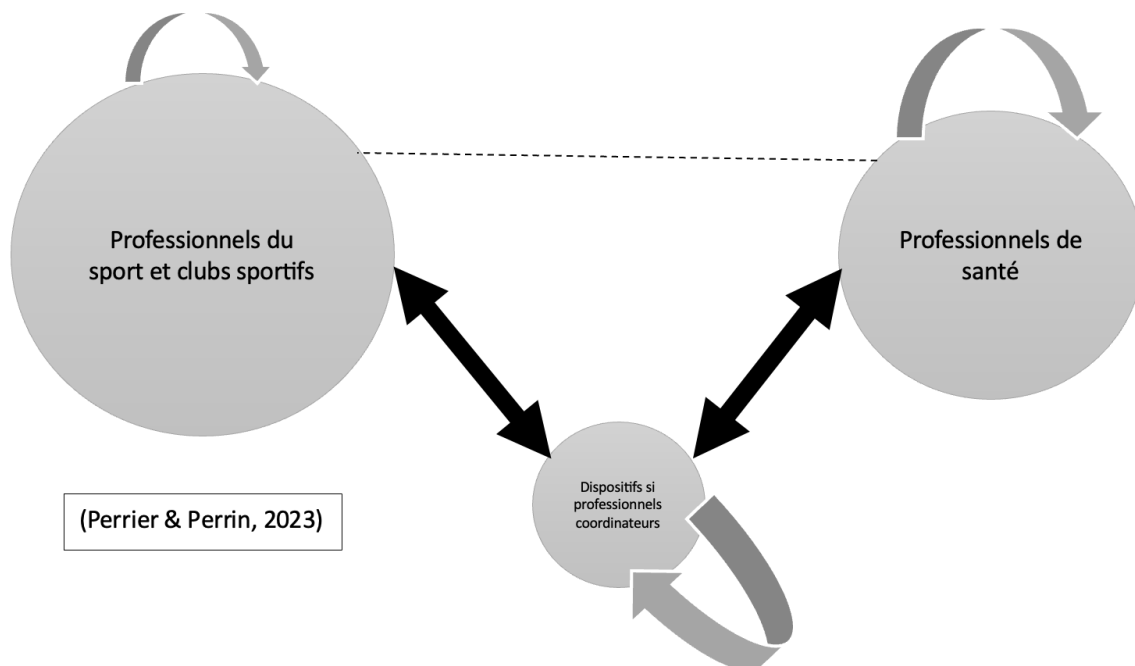 Professionnels du
sport et clubs sportifs
Professionnels de
santé
Dispositifs si
professionnels
coordinateurs
(Perrier & Perrin, 2023)